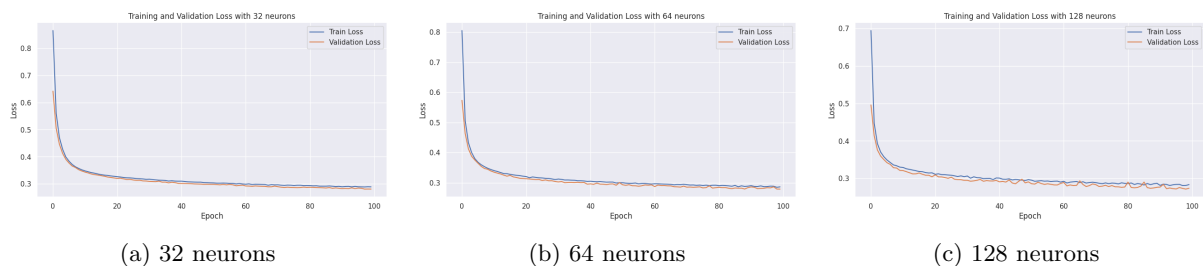 Training and Validation Loss with 32 neurons
Train Loss
Validation Loss
0.8
0.7
0.6
0.5
0.4
0.3
Loss
0 20 40 60 80 100
Epoch
(a) 32 neurons
Training and Validation Loss with 64 neurons
Train Loss
Validation Loss
0.8
0.7
0.6
0.5
0.4
0.3
Loss
0 20 40 60 80 100
Epoch
(b) 64 neurons
Training and Validation Loss with 128 neurons
Train Loss
Validation Loss
0.7
0.6
0.5
0.4
0.3
Loss
0 20 40 60 80 100
Epoch
(c) 128 neurons